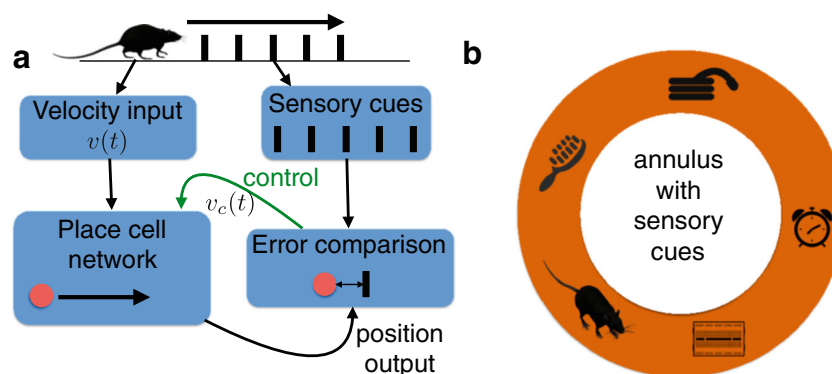 a
Velocity input
v(t)
Sensory cues
control
v_c(t)
Place cell
network
Error comparison
position
output
b
annulus
with
sensory
cues